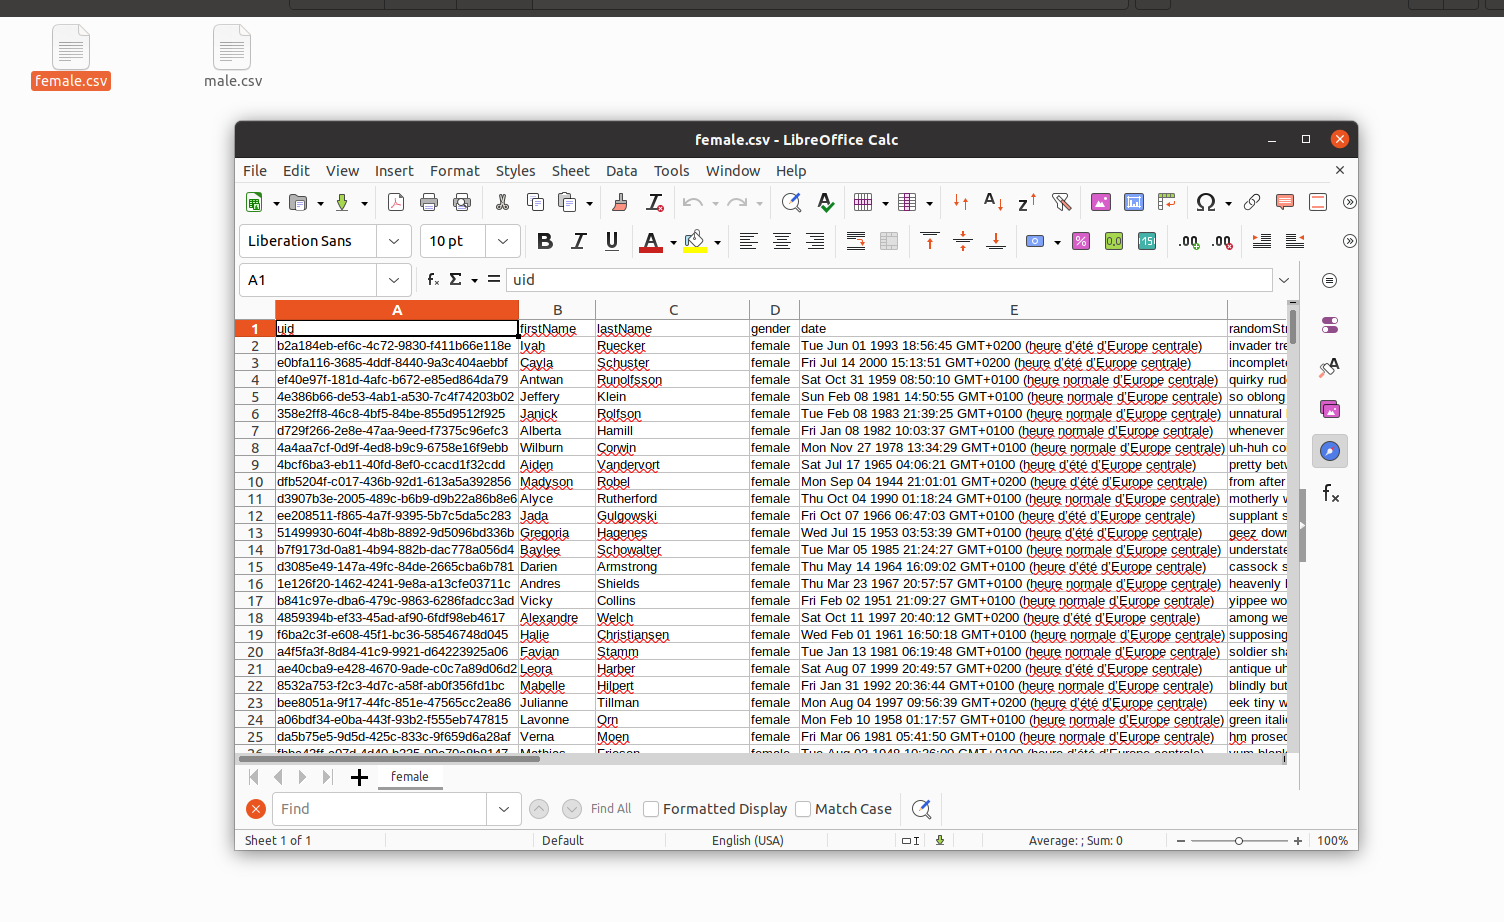 female.csv
male.csv
female.csv - LibreOffice Calc
File Edit View Insert Format Styles Sheet Data Tools Window Help
Liberation Sans 10 pt
A1 uid
A B C D E
1 uid firstName lastName gender date
2 b2a184eb-ef6c-4c72-9830-f411b66e118e Iyah Ruecker female Tue Jun 01 1993 18:56:45 GMT+0200 (heure d'été d'Europe centrale) invader
3 e0bfa116-3685-4ddf-8440-9a3c404aebbf Cayla Schuster female Fri Jul 14 2000 15:13:51 GMT+0200 (heure d'été d'Europe centrale)
4 ef40e97f-181d-4afc-b672-e85ed864da79 Antwan Runolfsson female Sat Oct 31 1959 08:50:10 GMT+0100 (heure normale d'Europe centrale) quirky
5 4e386b66-de53-4ab1-a530-7c4f74203b02 Jeffery Klein female Sun Feb 08 1981 14:50:55 GMT+0100 (heure normale d'Europe centrale) so oblong
6 358e2ff8-46c8-4bf5-84be-855d9512f925 Janick Rolfson female Tue Feb 08 1983 21:39:25 GMT+0100 (heure normale d'Europe centrale) unnatural
7 d729f266-2e8e-47aa-9eed-f7375c96efc3 Alberta Hamill female Fri Jan 08 1982 10:03:37 GMT+0100 (heure normale d'Europe centrale) whenever
8 4a4aa7cf-0d9f-4ed8-b9c9-6758e16f9ebb Wilburn Corwin female Mon Nov 27 1978 13:34:29 GMT+0100 (heure normale d'Europe centrale) uh-huh
9 4bcf6ba3-eb11-40fd-8ef0-ccacd1f32cdd Aiden Vandervort female Sat Jul 17 1965 04:06:21 GMT+0100 (heure d'été d'Europe centrale) pretty
10 dfb5204f-c017-436b-92d1-613a5a392856 Madyson Robel female Mon Sep 04 1944 21:01:01 GMT+0200 (heure d'été d'Europe centrale) from after
11 d3907b3e-2005-489c-b6b9-d9b22a86b8e6 Alyce Rutherford female Thu Oct 04 1990 01:18:24 GMT+0100 (heure normale d'Europe centrale) motherly
12 ee208511-f865-4a7f-9395-5b7c5da5c283 Jada Gulgowski female Fri Oct 07 1966 06:47:03 GMT+0100 (heure d'été d'Europe centrale) supplant
13 51499930-604f-4b8b-8892-9d5096bd336b Gregoria Hagenes female Wed Jul 15 1953 03:53:39 GMT+0100 (heure d'été d'Europe centrale) geez down
14 b7f9173d-0a81-4b94-882b-dac778a056d4 Baylee Schowalter female Tue Mar 05 1985 21:24:27 GMT+0100 (heure normale d'Europe centrale) understate
15 d3085e49-147a-49fc-84de-2665cba6b781 Darien Armstrong female Thu May 14 1964 16:09:02 GMT+0100 (heure d'été d'Europe centrale) cassock
16 1e126f20-1462-4241-9e8a-a13cfe03711c Andres Shields female Thu Mar 23 1967 20:57:57 GMT+0100 (heure normale d'Europe centrale) heavenly
17 b841c97e-dba6-479c-9863-6286fadcc3ad Vicky Collins female Fri Feb 02 1951 21:09:27 GMT+0100 (heure normale d'Europe centrale) yippee
18 4859394b-ef33-45ad-af90-6fdf98eb4617 Alexandre Welch female Sat Oct 11 1997 20:40:12 GMT+0200 (heure d'été d'Europe centrale) among
19 f6ba2c3f-e608-45f1-bc36-58546748d045 Halie Christiansen female Wed Feb 01 1961 16:50:18 GMT+0100 (heure normale d'Europe centrale) supposing
20 a4f5fa3f-8d84-41c9-9921-d64223925a06 Favian Stamm female Tue Jan 13 1981 06:19:48 GMT+0100 (heure normale d'Europe centrale) soldier
21 ae40cba9-e428-4670-9ade-c0c7a89d06d2 Leora Harber female Sat Aug 07 1999 20:49:57 GMT+0200 (heure d'été d'Europe centrale) antique
22 8532a753-f2c3-4d7c-a58f-ab0f356fd1bc Mabelle Hilpert female Fri Jan 31 1992 20:36:44 GMT+0100 (heure normale d'Europe centrale) blindly but
23 bee8051a-9f17-44fc-851e-47565cc2ea86 Julianne Tillman female Mon Aug 04 1997 09:56:39 GMT+0200 (heure d'été d'Europe centrale) eek tiny
24 a06bdf34-e0ba-443f-93b2-f555eb747815 Lavonne Orn female Mon Feb 10 1958 01:17:57 GMT+0100 (heure normale d'Europe centrale) green
25 da5b75e5-9d5d-425c-833c-9f659d6a28af Verna Moen female Fri Mar 06 1981 05:41:50 GMT+0100 (heure normale d'Europe centrale) hm
female
Find Find All Formatted Display Match Case
Sheet 1 of 1 Default English (USA) Average: ; Sum: 0 100%